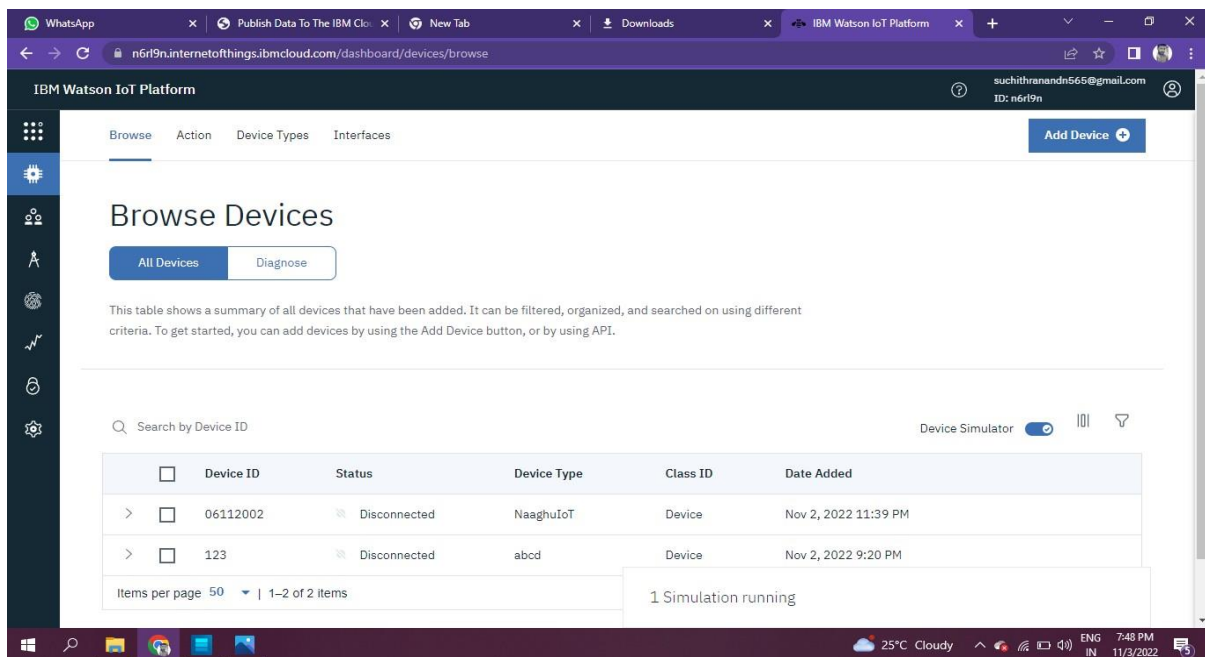 WhatsApp
Publish Data To The IBM Clou
New Tab
Downloads
IBM Watson IoT Platform
n6rl9n.internetofthings.ibmcloud.com/dashboard/devices/browse
IBM Watson IoT Platform
suchithranandn565@gmail.com
ID: n6rl9n
Browse Action Device Types Interfaces
Add Device
Browse Devices
All Devices Diagnose
This table shows a summary of all devices that have been added. It can be filtered, organized, and searched on using different
criteria. To get started, you can add devices by using the Add Device button, or by using API.
Search by Device ID
Device Simulator
Device ID Status Device Type Class ID Date Added
06112002 Disconnected NaaghuIoT Device Nov 2, 2022 11:39 PM
123 Disconnected abcd Device Nov 2, 2022 9:20 PM
Items per page 50 | 1–2 of 2 items
1 Simulation running
25°C Cloudy
ENG
IN
7:48 PM
11/3/2022
5